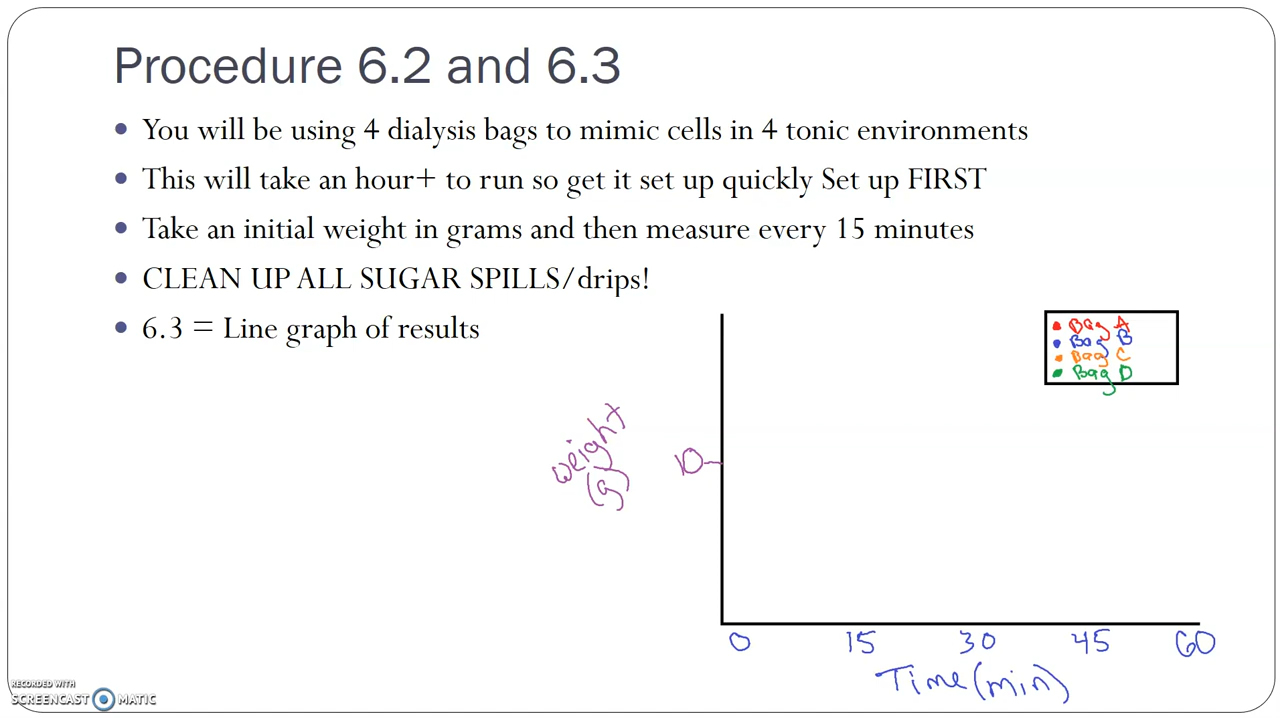 Procedure 6.2 and 6.3
• You will be using 4 dialysis bags to mimic cells in 4 tonic environments
• This will take an hour+ to run so get it set up quickly Set up FIRST
• Take an initial weight in grams and then measure every 15 minutes
• CLEAN UP ALL SUGAR SPILLS/drips!
• 6.3 = Line graph of results
• Bag A
• Bag B
• Bag C
• Bag D
weight
(g)
10
0 15 30 45 60
Time (min)
RECORDED WITH
SCREENCAST MATIC